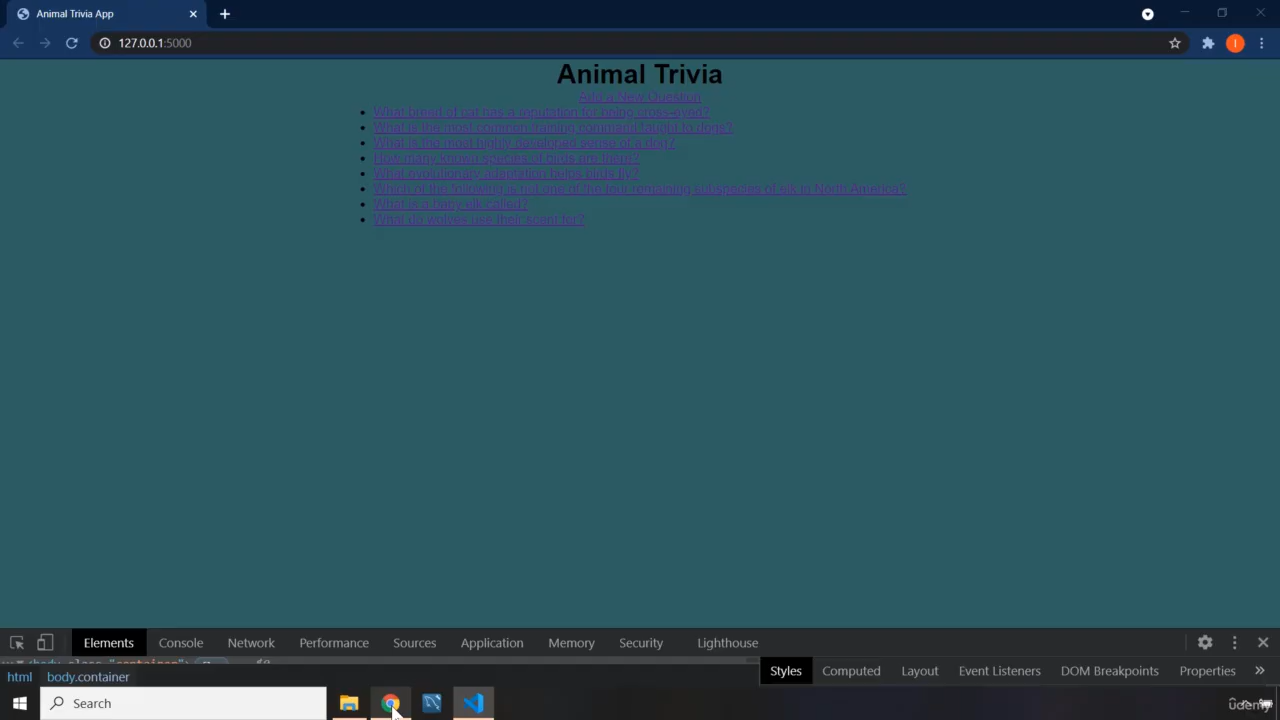 Animal Trivia App
127.0.0.1:5000
Animal Trivia
Add a New Question
What breed of cat has a reputation for being cross-eyed?
What is the most common training command taught to dogs?
What is the most highly developed sense of a dog?
How many known species of birds are there?
What evolutionary adaptation helps birds fly?
Which of the following is not one of the four remaining subspecies of elk in North America?
What is a baby elk called?
What do wolves use their scent for?
Elements Console Network Performance Sources Application Memory Security Lighthouse
<body class="container">
html body.container
Styles Computed Layout Event Listeners DOM Breakpoints Properties
Search
udemy